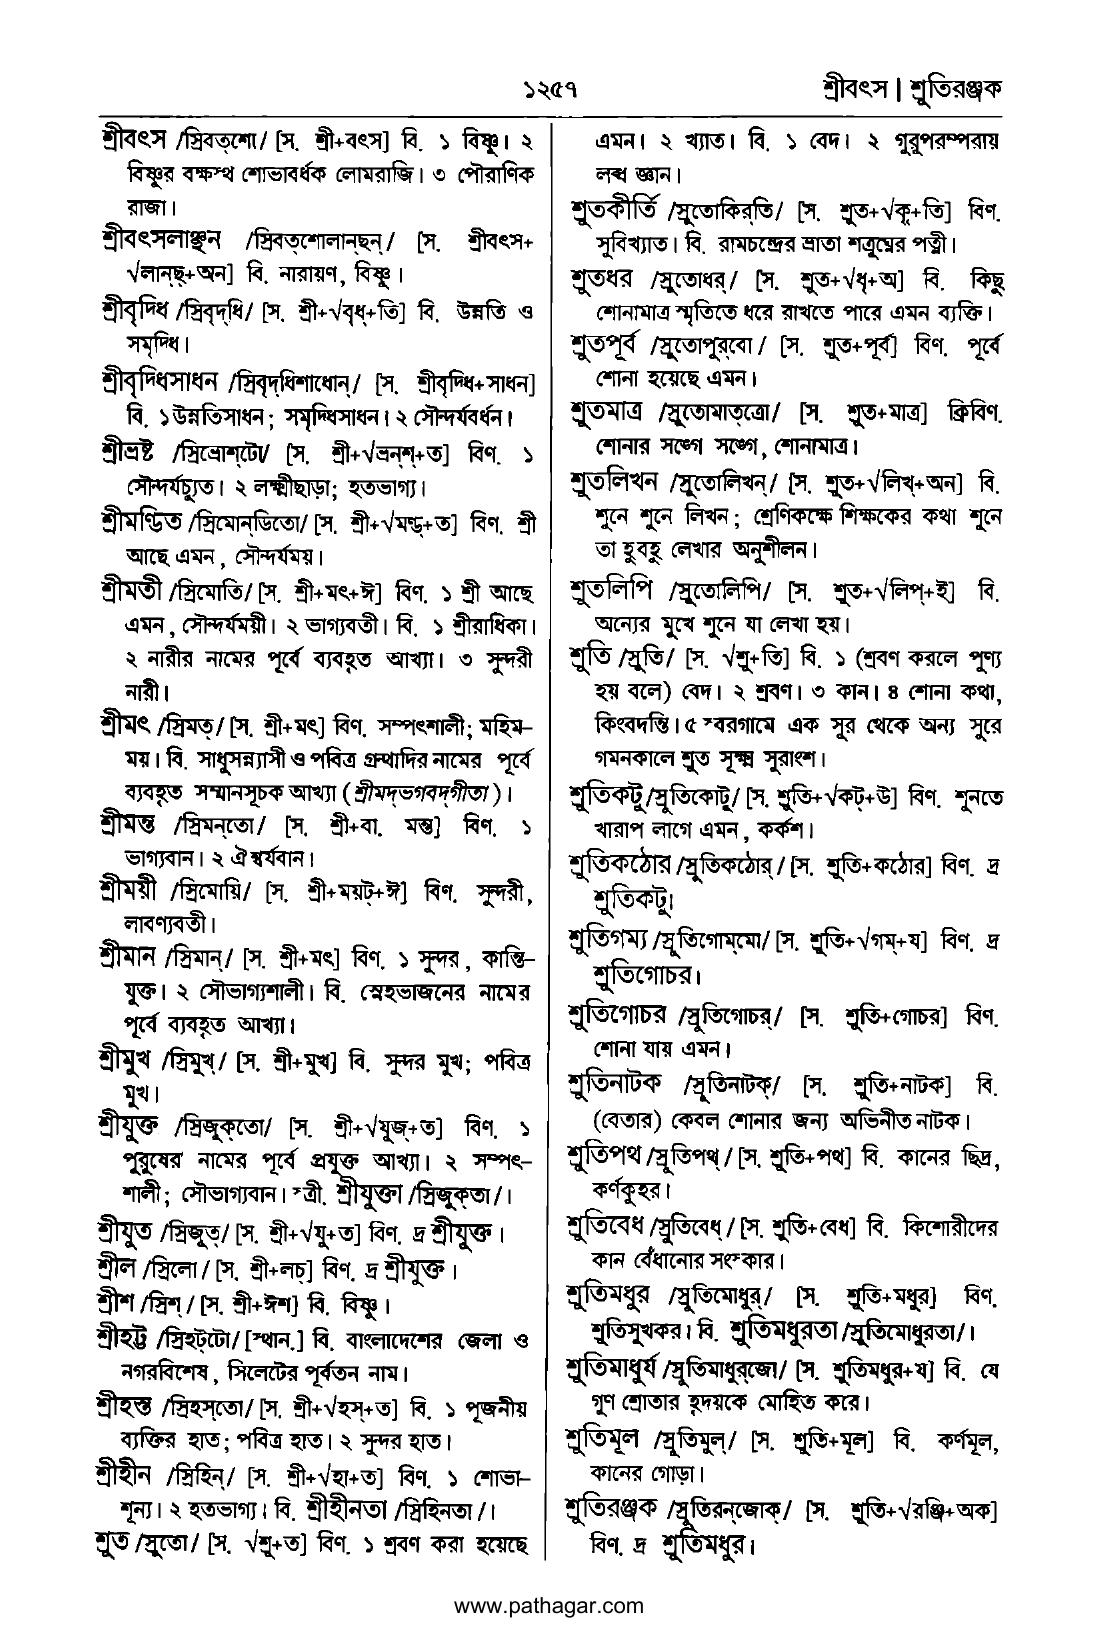 ১২৫৭
শ্রীবৎস | শ্রুতিরঞ্জক
শ্রীবৎস /স্রিবত্‌শো/ [স. শ্রী+বৎস] বি. ১ বিষ্ণু। ২
বিষ্ণুর বক্ষস্থ শোভাবর্ধক লোমরাজি। ৩ পৌরাণিক
রাজা।
শ্রীবৎসলাঞ্ছন /স্রিবত্‌শোলান্‌ছন্‌/ [স. শ্রীবৎস+
√লান্‌ছ্‌+অন] বি. নারায়ণ, বিষ্ণু।
শ্রীবৃদ্ধি /স্রিবৃদ্‌ধি/ [স. শ্রী+√বৃধ্‌+তি] বি. উন্নতি ও
সমৃদ্ধি।
শ্রীবৃদ্ধিসাধন /স্রিবৃদ্‌ধিশাধোন্‌/ [স. শ্রীবৃদ্ধি+সাধন]
বি. ১ উন্নতিসাধন; সমৃদ্ধিসাধন। ২ সৌন্দর্যবর্ধন।
শ্রীভ্রষ্ট /স্রিভ্রোশ্‌টো/ [স. শ্রী+√ভ্রন্‌শ্‌+ত] বিণ. ১
সৌন্দর্যচ্যুত। ২ লক্ষ্মীছাড়া; হতভাগ্য।
শ্রীমণ্ডিত /স্রিমোন্‌ডিতো/ [স. শ্রী+√মণ্ড্‌+ত] বিণ. শ্রী
আছে এমন, সৌন্দর্যময়।
শ্রীমতী /স্রিমোতি/ [স. শ্রী+মৎ+ঈ] বিণ. ১ শ্রী আছে
এমন, সৌন্দর্যময়ী। ২ ভাগ্যবতী। বি. ১ শ্রীরাধিকা।
২ নারীর নামের পূর্বে ব্যবহৃত আখ্যা। ৩ সুন্দরী
নারী।
শ্রীমৎ /স্রিমত্‌/ [স. শ্রী+মৎ] বিণ. সম্পৎশালী; মহিম-
ময়। বি. সাধুসন্ন্যাসী ও পবিত্র গ্রন্থাদির নামের পূর্বে
ব্যবহৃত সম্মানসূচক আখ্যা (শ্রীমদ্‌ভগবদ্‌গীতা)।
শ্রীমন্ত /স্রিমন্‌তো/ [স. শ্রী+বা. মন্ত] বিণ. ১
ভাগ্যবান। ২ ঐশ্বর্যবান।
শ্রীময়ী /স্রিমোয়ি/ [স. শ্রী+ময়ট্‌+ঈ] বিণ. সুন্দরী,
লাবণ্যবতী।
শ্রীমান /স্রিমান্‌/ [স. শ্রী+মৎ] বিণ. ১ সুন্দর, কান্তি-
যুক্ত। ২ সৌভাগ্যশালী। বি. স্নেহভাজনের নামের
পূর্বে ব্যবহৃত আখ্যা।
শ্রীমুখ /স্রিমুখ্‌/ [স. শ্রী+মুখ] বি. সুন্দর মুখ; পবিত্র
মুখ।
শ্রীযুক্ত /স্রিজুক্‌তো/ [স. শ্রী+√যুজ্‌+ত] বিণ. ১
পুরুষের নামের পূর্বে প্রযুক্ত আখ্যা। ২ সম্পৎ-
শালী; সৌভাগ্যবান। স্ত্রী. শ্রীযুক্তা /স্রিজুক্‌তা/।
শ্রীযুত /স্রিজুত্‌/ [স. শ্রী+√যু+ত] বিণ. দ্র শ্রীযুক্ত।
শ্রীল /স্রিলো/ [স. শ্রী+লচ্‌] বিণ. দ্র শ্রীযুক্ত।
শ্রীশ /স্রিশ্‌/ [স. শ্রী+ঈশ] বি. বিষ্ণু।
শ্রীহট্ট /স্রিহট্‌টো/ [স্থান.] বি. বাংলাদেশের জেলা ও
নগরবিশেষ, সিলেটের পূর্বতন নাম।
শ্রীহস্ত /স্রিহস্‌তো/ [স. শ্রী+√হস্‌+ত] বি. ১ পূজনীয়
ব্যক্তির হাত; পবিত্র হাত। ২ সুন্দর হাত।
শ্রীহীন /স্রিহিন্‌/ [স. শ্রী+√হা+ত] বিণ. ১ শোভা-
শূন্য। ২ হতভাগ্য। বি. শ্রীহীনতা /স্রিহিনতা/।
শ্রুত /স্রুতো/ [স. √শ্রু+ত] বিণ. ১ শ্রবণ করা হয়েছে
এমন। ২ খ্যাত। বি. ১ বেদ। ২ গুরুপরম্পরায়
লব্ধ জ্ঞান।
শ্রুতকীর্তি /স্রুতোকির্‌তি/ [স. শ্রুত+√কৃ+তি] বিণ.
সুবিখ্যাত। বি. রামচন্দ্রের ভ্রাতা শত্রুঘ্নের পত্নী।
শ্রুতধর /স্রুতোধর্‌/ [স. শ্রুত+√ধৃ+অ] বি. কিছু
শোনামাত্র স্মৃতিতে ধরে রাখতে পারে এমন ব্যক্তি।
শ্রুতপূর্ব /স্রুতোপুর্‌বো/ [স. শ্রুত+পূর্ব] বিণ. পূর্বে
শোনা হয়েছে এমন।
শ্রুতমাত্র /স্রুতোমাত্‌ত্রো/ [স. শ্রুত+মাত্র] ক্রিবিণ.
শোনার সঙ্গে সঙ্গে, শোনামাত্র।
শ্রুতলিখন /স্রুতোলিখন্‌/ [স. শ্রুত+√লিখ্‌+অন] বি.
শুনে শুনে লিখন; শ্রেণিকক্ষে শিক্ষকের কথা শুনে
তা হুবহু লেখার অনুশীলন।
শ্রুতলিপি /স্রুতোলিপি/ [স. শ্রুত+√লিপ্‌+ই] বি.
অন্যের মুখে শুনে যা লেখা হয়।
শ্রুতি /স্রুতি/ [স. √শ্রু+তি] বি. ১ (শ্রবণ করলে পুণ্য
হয় বলে) বেদ। ২ শ্রবণ। ৩ কান। ৪ শোনা কথা,
কিংবদন্তি। ৫ স্বরগামে এক সুর থেকে অন্য সুরে
গমনকালে শ্রুত সূক্ষ্ম সুরাংশ।
শ্রুতিকটু /স্রুতিকোটু/ [স. শ্রুতি+√কট্‌+উ] বিণ. শুনতে
খারাপ লাগে এমন, কর্কশ।
শ্রুতিকঠোর /স্রুতিকঠোর্‌/ [স. শ্রুতি+কঠোর] বিণ. দ্র
শ্রুতিকটু।
শ্রুতিগম্য /স্রুতিগোম্‌মো/ [স. শ্রুতি+√গম্‌+য] বিণ. দ্র
শ্রুতিগোচর।
শ্রুতিগোচর /স্রুতিগোচর্‌/ [স. শ্রুতি+গোচর] বিণ.
শোনা যায় এমন।
শ্রুতিনাটক /স্রুতিনাটক্‌/ [স. শ্রুতি+নাটক] বি.
(বেতার) কেবল শোনার জন্য অভিনীত নাটক।
শ্রুতিপথ /স্রুতিপথ্‌/ [স. শ্রুতি+পথ] বি. কানের ছিদ্র,
কর্ণকুহর।
শ্রুতিবেধ /স্রুতিবেধ্‌/ [স. শ্রুতি+বেধ] বি. কিশোরীদের
কান বেঁধানোর সংস্কার।
শ্রুতিমধুর /স্রুতিমোধুর্‌/ [স. শ্রুতি+মধুর] বিণ.
শ্রুতিসুখকর। বি. শ্রুতিমধুরতা /স্রুতিমোধুরতা/।
শ্রুতিমাধুর্য /স্রুতিমাধুর্‌জো/ [স. শ্রুতিমধুর+য] বি. যে
গুণ শ্রোতার হৃদয়কে মোহিত করে।
শ্রুতিমূল /স্রুতিমুল্‌/ [স. শ্রুতি+মূল] বি. কর্ণমূল,
কানের গোড়া।
শ্রুতিরঞ্জক /স্রুতিরন্‌জোক্‌/ [স. শ্রুতি+√রঞ্জি+অক]
বিণ. দ্র শ্রুতিমধুর।
www.pathagar.com